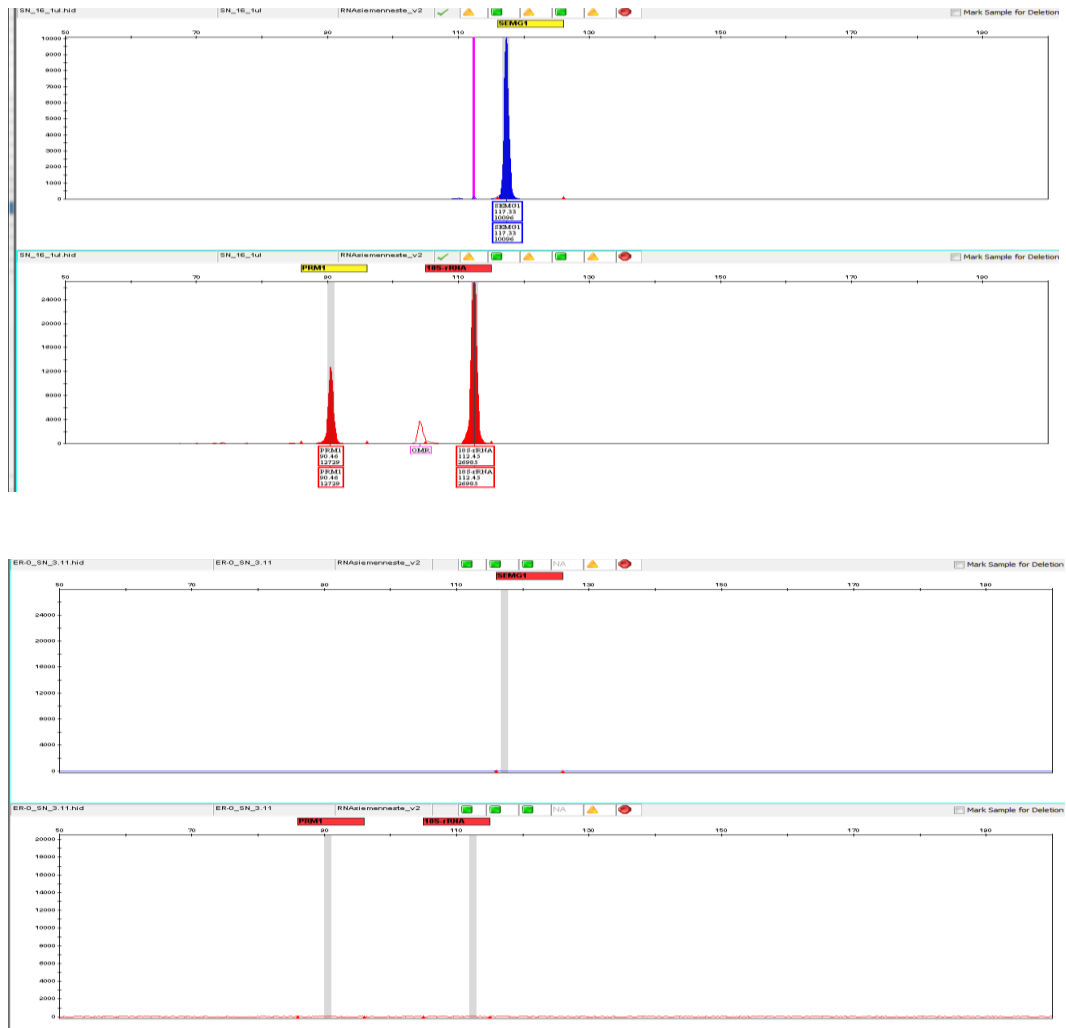 SN_16_1ul.hid SN_16_1ul RNAsiemenneste_v2 Mark Sample for Deletion
SEMG1
50 70 90 110 130 150 170 190
10000
9000
8000
7000
6000
5000
4000
3000
2000
1000
0
SEMG1
117.33
10096
SEMG1
117.33
10096
SN_16_1ul.hid SN_16_1ul RNAsiemenneste_v2 Mark Sample for Deletion
PRM1 18S-rRNA
50 70 90 110 130 150 170 190
24000
20000
16000
12000
8000
4000
0
PRM1 OMR 18S-rRNA
90.46 112.43
12729 26983
PRM1 18S-rRNA
90.46 112.43
12729 26983
ER-0_SN_3.11.hid ER-0_SN_3.11 RNAsiemenneste_v2 NA Mark Sample for Deletion
SEMG1
50 70 90 110 130 150 170 190
24000
20000
16000
12000
8000
4000
0
ER-0_SN_3.11.hid ER-0_SN_3.11 RNAsiemenneste_v2 NA Mark Sample for Deletion
PRM1 18S-rRNA
50 70 90 110 130 150 170 190
20000
18000
16000
14000
12000
10000
8000
6000
4000
2000
0